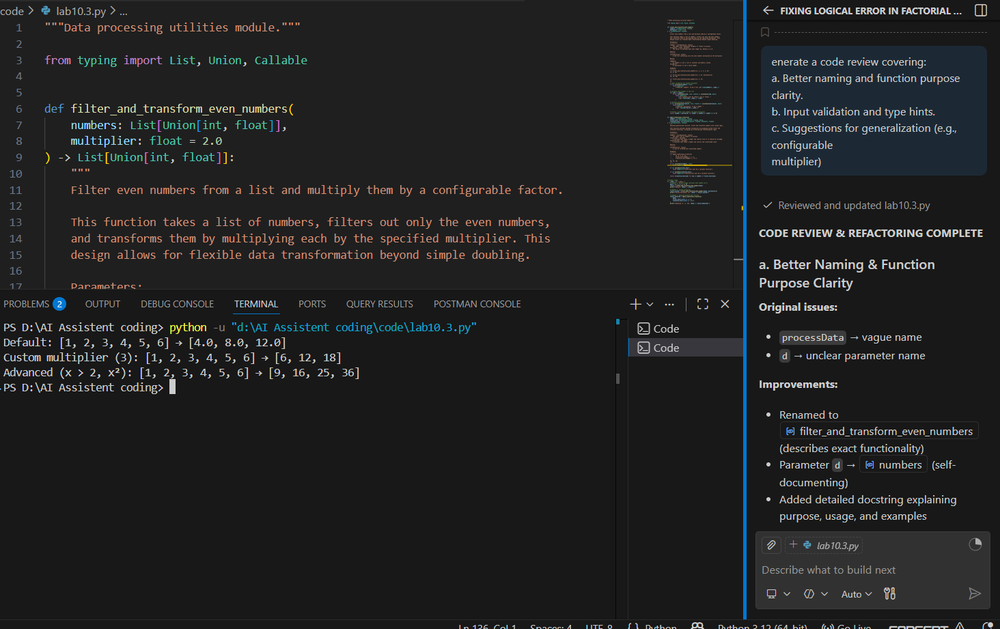 code > lab10.3.py > ...
1 """Data processing utilities module."""
2
3 from typing import List, Union, Callable
4
5
6 def filter_and_transform_even_numbers(
7 numbers: List[Union[int, float]],
8 multiplier: float = 2.0
9 ) -> List[Union[int, float]]:
10 """
11 Filter even numbers from a list and multiply them by a configurable factor.
12
13 This function takes a list of numbers, filters out only the even numbers,
14 and transforms them by multiplying each by the specified multiplier. This
15 design allows for flexible data transformation beyond simple doubling.
16
17 Parameters:
PROBLEMS 2 OUTPUT DEBUG CONSOLE TERMINAL PORTS QUERY RESULTS POSTMAN CONSOLE
PS D:\AI Assistent coding> python -u "d:\AI Assistent coding\code\lab10.3.py"
Default: [1, 2, 3, 4, 5, 6] → [4.0, 8.0, 12.0]
Custom multiplier (3): [1, 2, 3, 4, 5, 6] → [6, 12, 18]
Advanced (x > 2, x²): [1, 2, 3, 4, 5, 6] → [9, 16, 25, 36]
PS D:\AI Assistent coding>
Code
Code
FIXING LOGICAL ERROR IN FACTORIAL ...
enerate a code review covering:
a. Better naming and function purpose
clarity.
b. Input validation and type hints.
c. Suggestions for generalization (e.g.,
configurable
multiplier)
Reviewed and updated lab10.3.py
CODE REVIEW & REFACTORING COMPLETE
a. Better Naming & Function
Purpose Clarity
Original issues:
• processData → vague name
• d → unclear parameter name
Improvements:
• Renamed to
filter_and_transform_even_numbers
(describes exact functionality)
• Parameter d → numbers (self-
documenting)
• Added detailed docstring explaining
purpose, usage, and examples
+ lab10.3.py
Describe what to build next
Auto
Ln 136, Col 1 Spaces: 4 UTF-8 {} Python Python 3.12 (64-bit) Go Live